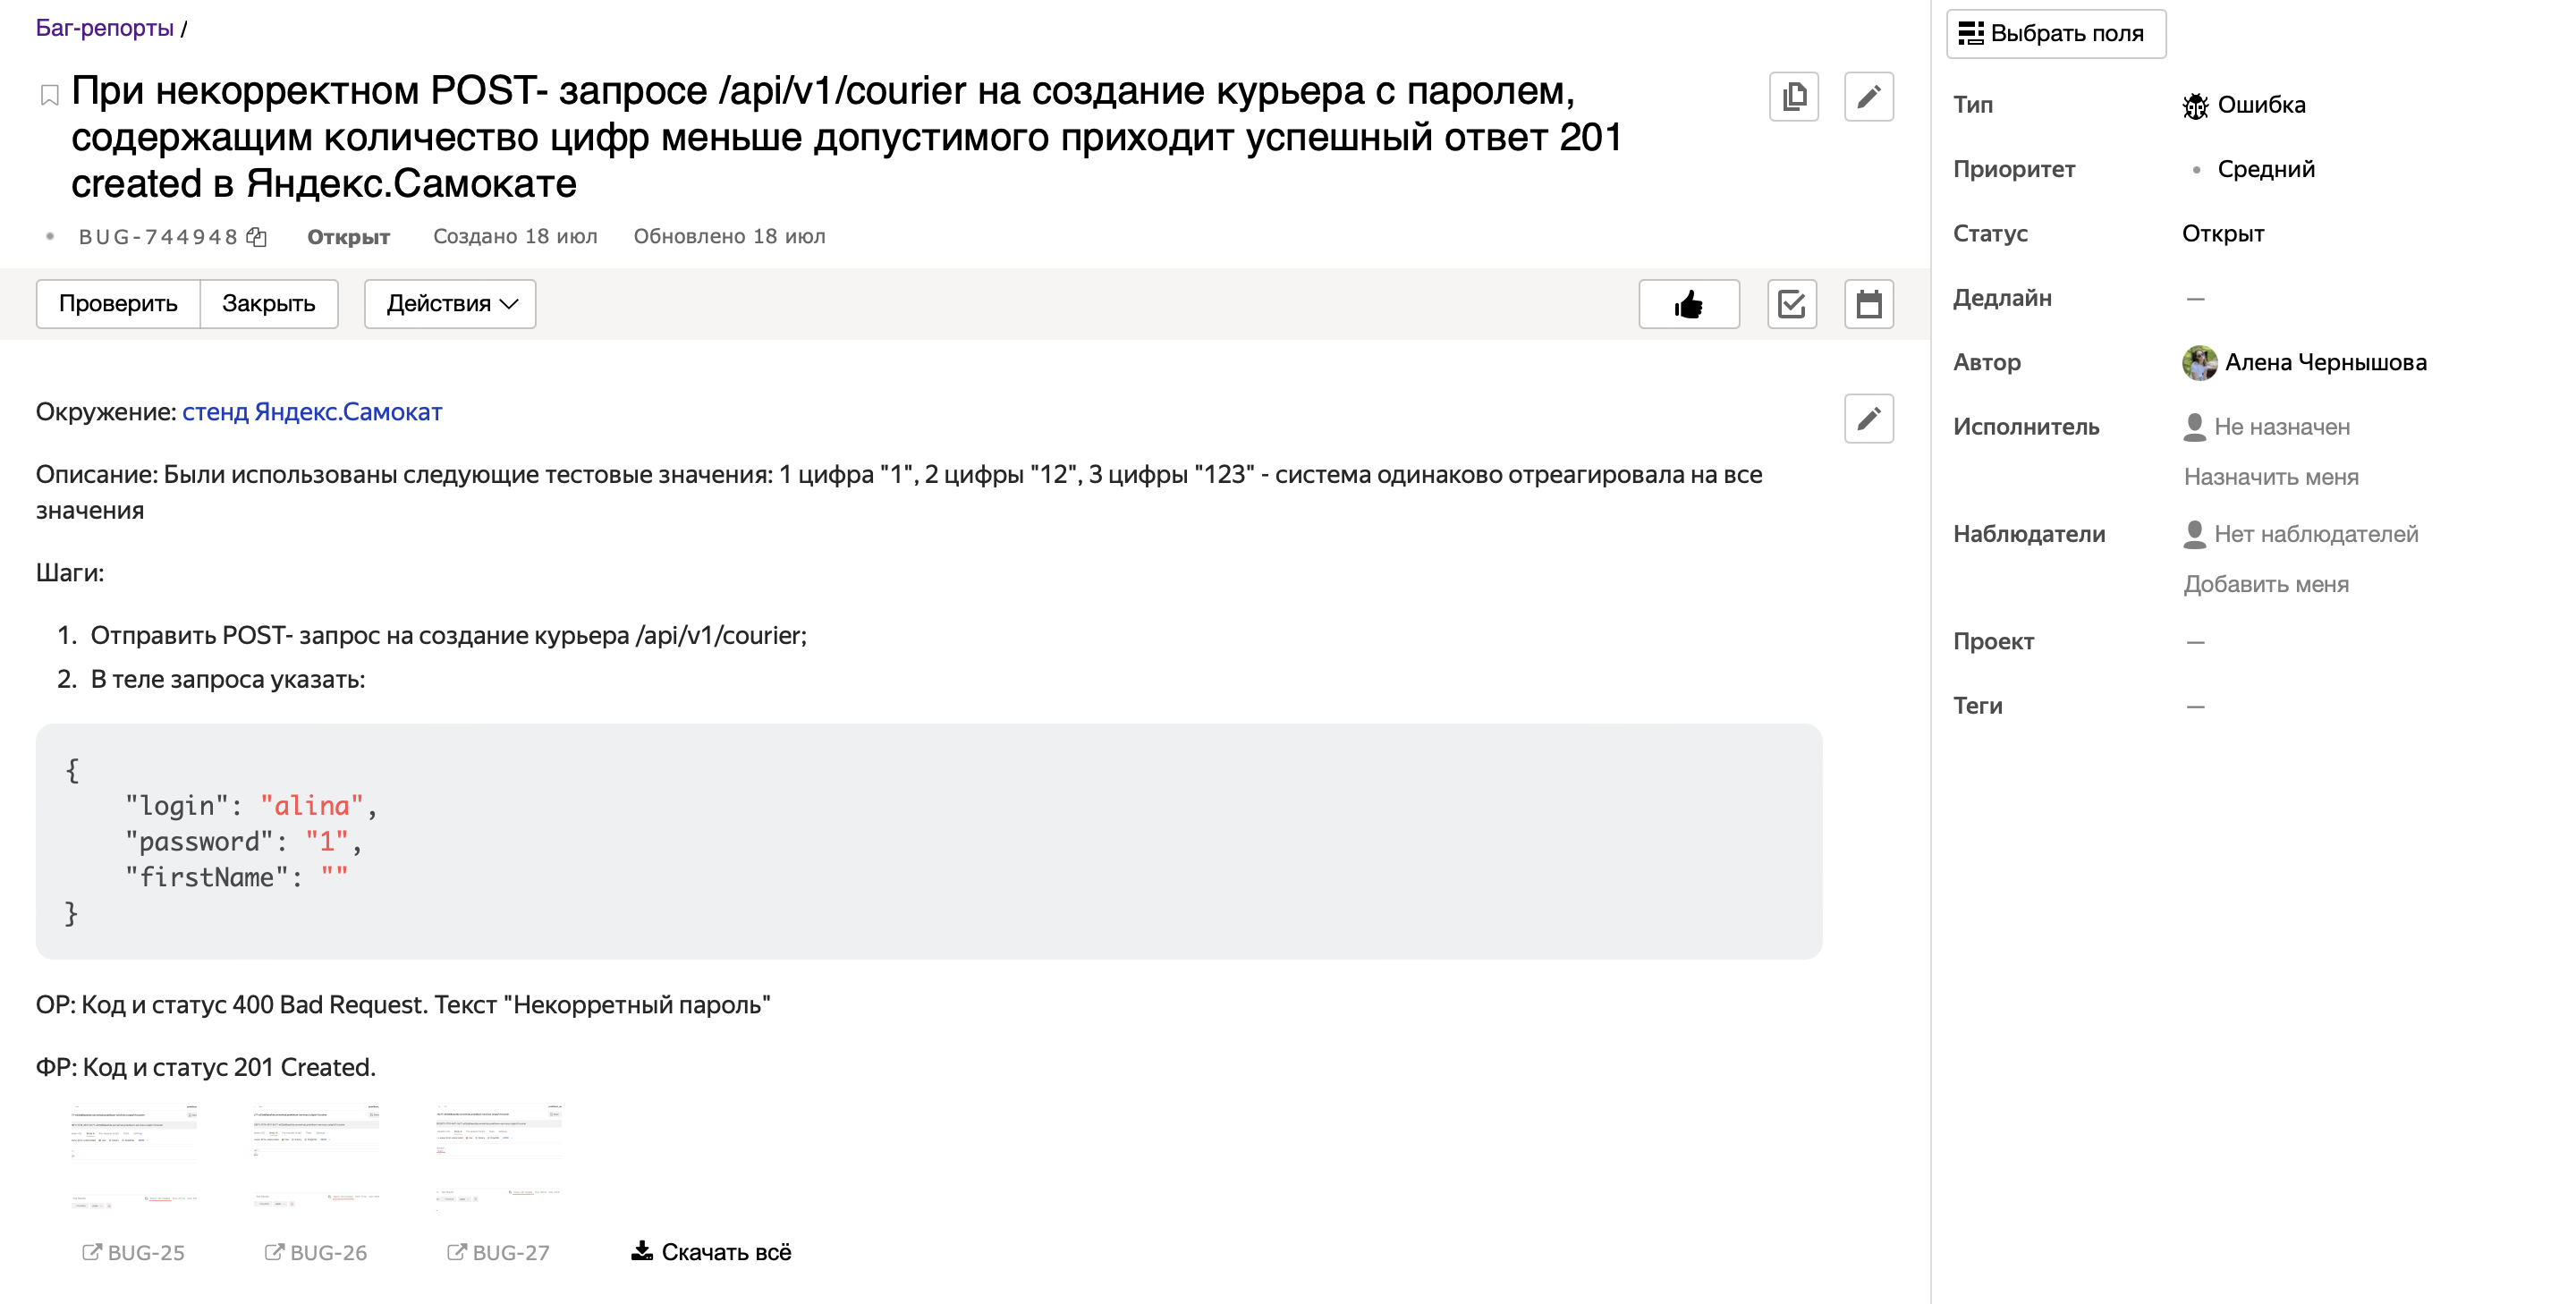 Баг-репорты /
При некорректном POST- запросе /api/v1/courier на создание курьера с паролем,
содержащим количество цифр меньше допустимого приходит успешный ответ 201
created в Яндекс.Самокате
BUG-744948 Открыт Создано 18 июл Обновлено 18 июл
Проверить Закрыть Действия
Окружение: стенд Яндекс.Самокат
Описание: Были использованы следующие тестовые значения: 1 цифра "1", 2 цифры "12", 3 цифры "123" - система одинаково отреагировала на все
значения
Шаги:
1. Отправить POST- запрос на создание курьера /api/v1/courier;
2. В теле запроса указать:
{
"login": "alina",
"password": "1",
"firstName": ""
}
ОР: Код и статус 400 Bad Request. Текст "Некорретный пароль"
ФР: Код и статус 201 Created.
BUG-25 BUG-26 BUG-27 Скачать всё
Выбрать поля
Тип Ошибка
Приоритет Средний
Статус Открыт
Дедлайн —
Автор Алена Чернышова
Исполнитель Не назначен
Назначить меня
Наблюдатели Нет наблюдателей
Добавить меня
Проект —
Теги —